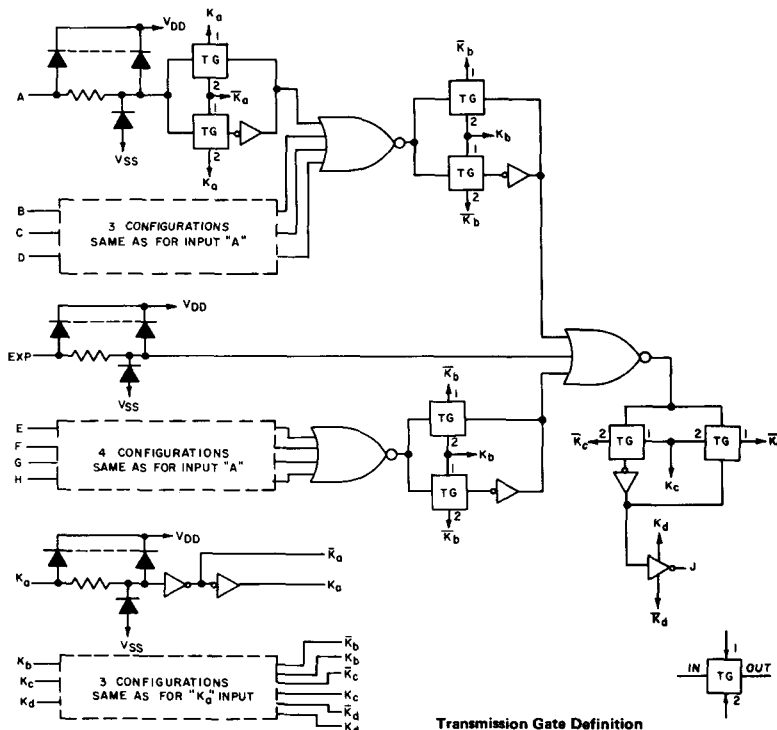 K̅b
Ka
VDD
1
1
TG
TG
2
2
A
K̅a
Kb
1
1
TG
TG
VSS
2
2
Ka
K̅b
B
C
D
3 CONFIGURATIONS
SAME AS FOR INPUT "A"
VDD
EXP
VSS
K̅b
1
TG
2
Kb
1
TG
2
K̅b
E
F
G
H
4 CONFIGURATIONS
SAME AS FOR INPUT "A"
K̅c
2
TG
1
2
TG
1
Kc
Kd
J
K̅d
VDD
K̅a
Ka
Ka
VSS
Kb
Kc
Kd
3 CONFIGURATIONS
SAME AS FOR "Ka" INPUT
K̅b
Kb
K̅c
Kc
K̅d
Kd
1
IN
TG
OUT
2
Transmission Gate Definition